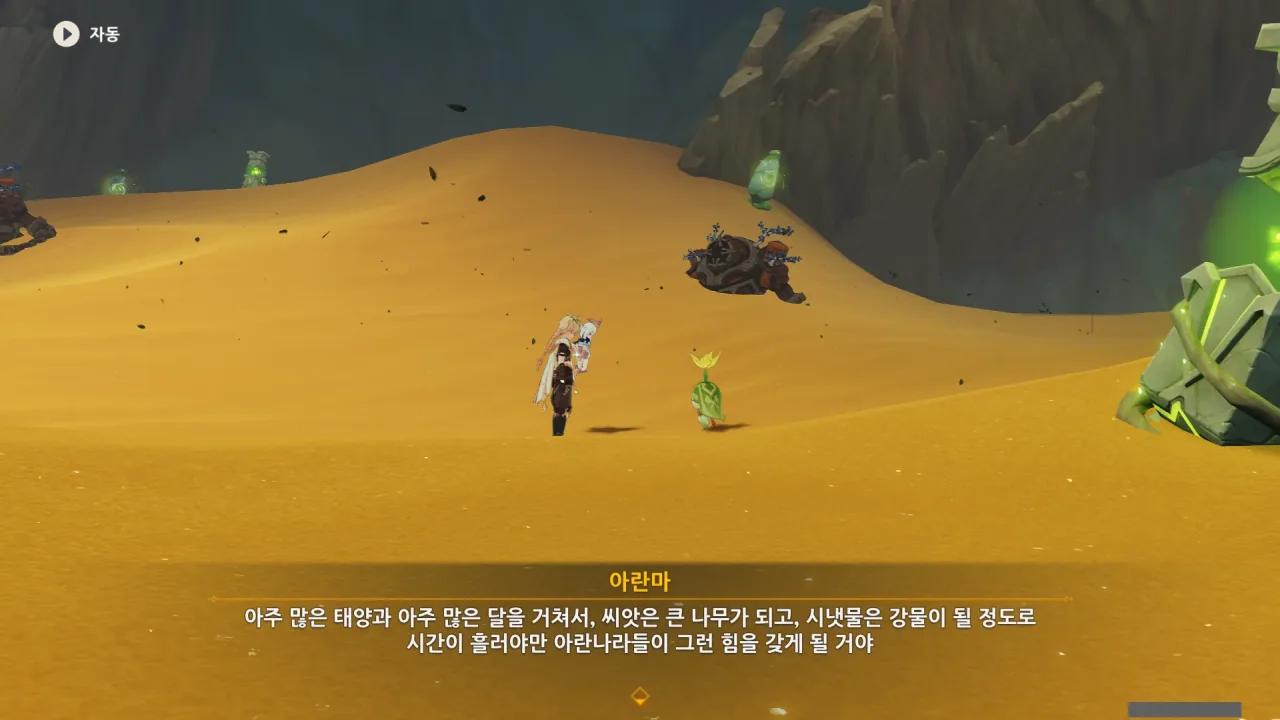 자동
아란마
아주 많은 태양과 아주 많은 달을 거쳐서, 씨앗은 큰 나무가 되고, 시냇물은 강물이 될 정도로
시간이 흘러야만 아란나라들이 그런 힘을 갖게 될 거야